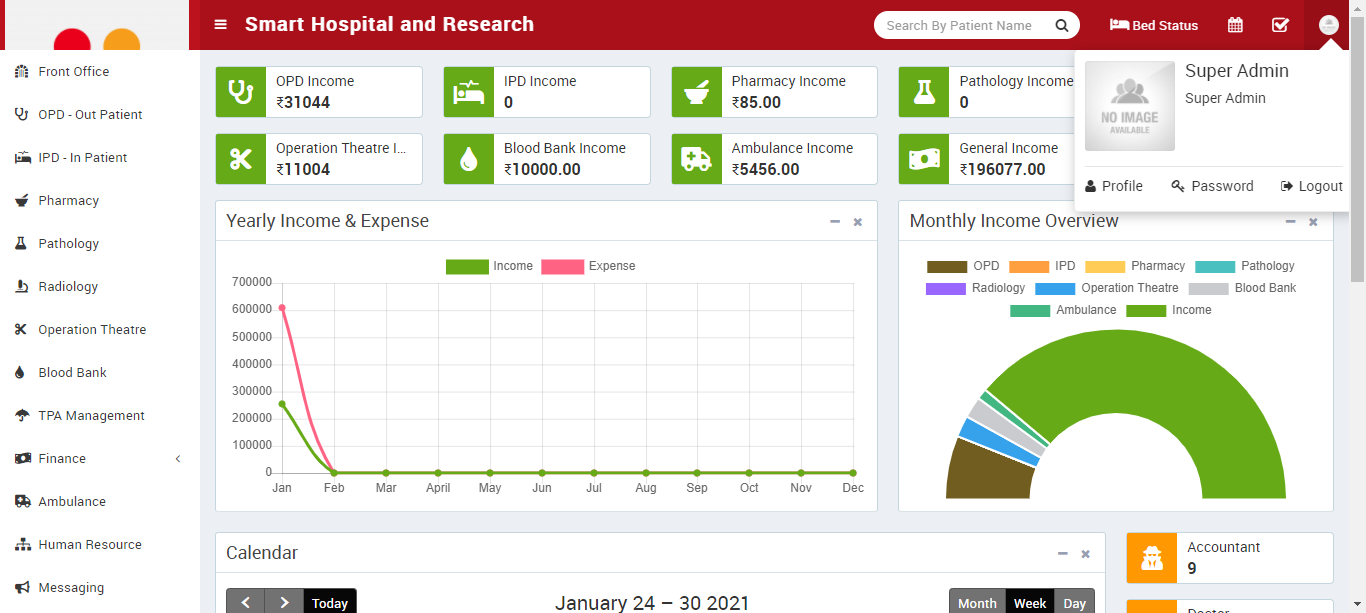 Smart Hospital and Research
Search By Patient Name
Bed Status
Front Office
OPD - Out Patient
IPD - In Patient
Pharmacy
Pathology
Radiology
Operation Theatre
Blood Bank
TPA Management
Finance
Ambulance
Human Resource
Messaging
OPD Income
₹31044
IPD Income
0
Pharmacy Income
₹85.00
Pathology Income
0
NO IMAGE
AVAILABLE
Super Admin
Super Admin
Profile
Password
Logout
Operation Theatre I...
₹11004
Blood Bank Income
₹10000.00
Ambulance Income
₹5456.00
General Income
₹196077.00
Yearly Income & Expense
Income Expense
700000
600000
500000
400000
300000
200000
100000
0
Jan Feb Mar April May Jun Jul Aug Sep Oct Nov Dec
Monthly Income Overview
OPD IPD Pharmacy Pathology
Radiology Operation Theatre Blood Bank
Ambulance Income
Calendar
Today
January 24 – 30 2021
Month Week Day
Accountant
9